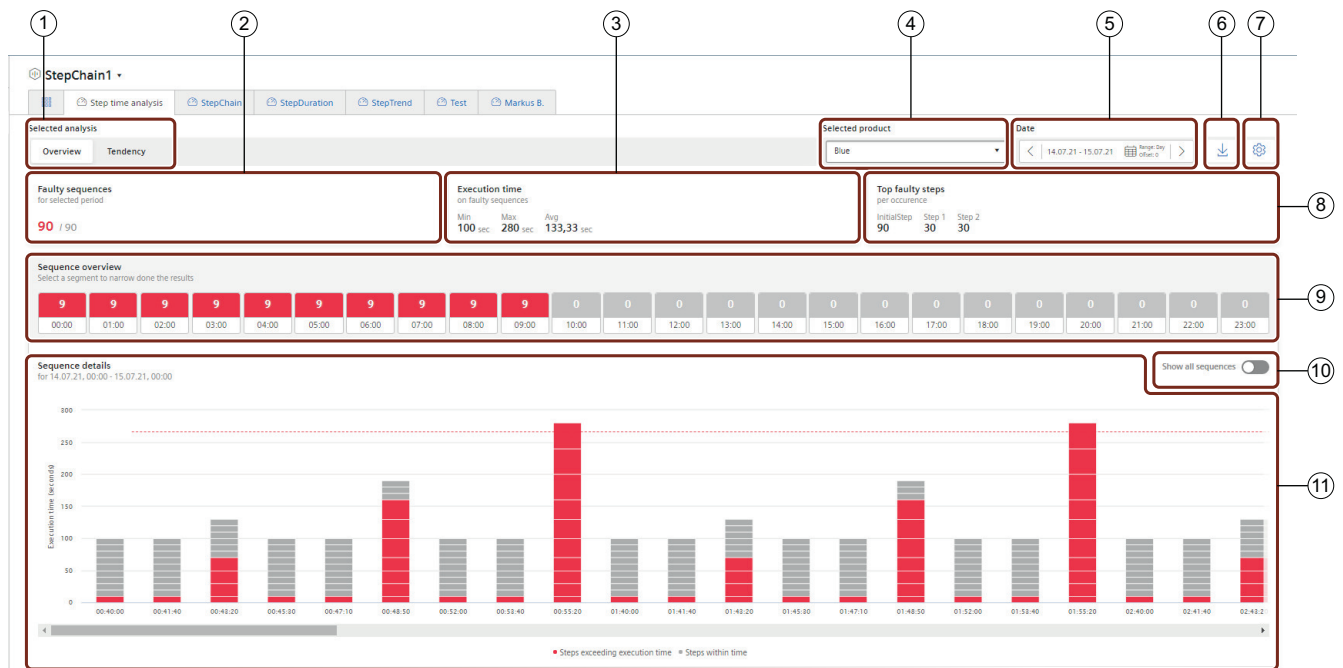 1 2 3 4 5 6 7
StepChain1
Step time analysis StepChain StepDuration StepTrend Test Markus B.
Selected analysis Selected product Date
Overview Tendency Blue 14.07.21 - 15.07.21 Range: Day
Offset: 0
Faulty sequences Execution time Top faulty steps
for selected period on faulty sequences per occurence
Min Max Avg InitialStep Step 1 Step 2
90 / 90 100 sec 280 sec 133,33 sec 90 30 30
8
Sequence overview
Select a segment to narrow done the results
9 9 9 9 9 9 9 9 9 9 0 0 0 0 0 0 0 0 0 0 0 0 0 0
9
00:00 01:00 02:00 03:00 04:00 05:00 06:00 07:00 08:00 09:00 10:00 11:00 12:00 13:00 14:00 15:00 16:00 17:00 18:00 19:00 20:00 21:00 22:00 23:00
Sequence details Show all sequences 10
for 14.07.21, 00:00 - 15.07.21, 00:00
Execution time (seconds)
300
250
200
150
100
50
0
11
00:40:00 00:41:40 00:43:20 00:45:30 00:47:10 00:48:50 00:52:00 00:53:40 00:55:20 01:40:00 01:41:40 01:43:20 01:45:30 01:47:10 01:48:50 01:52:00 01:53:40 01:55:20 02:40:00 02:41:40 02:43:2
Steps exceeding execution time Steps within time